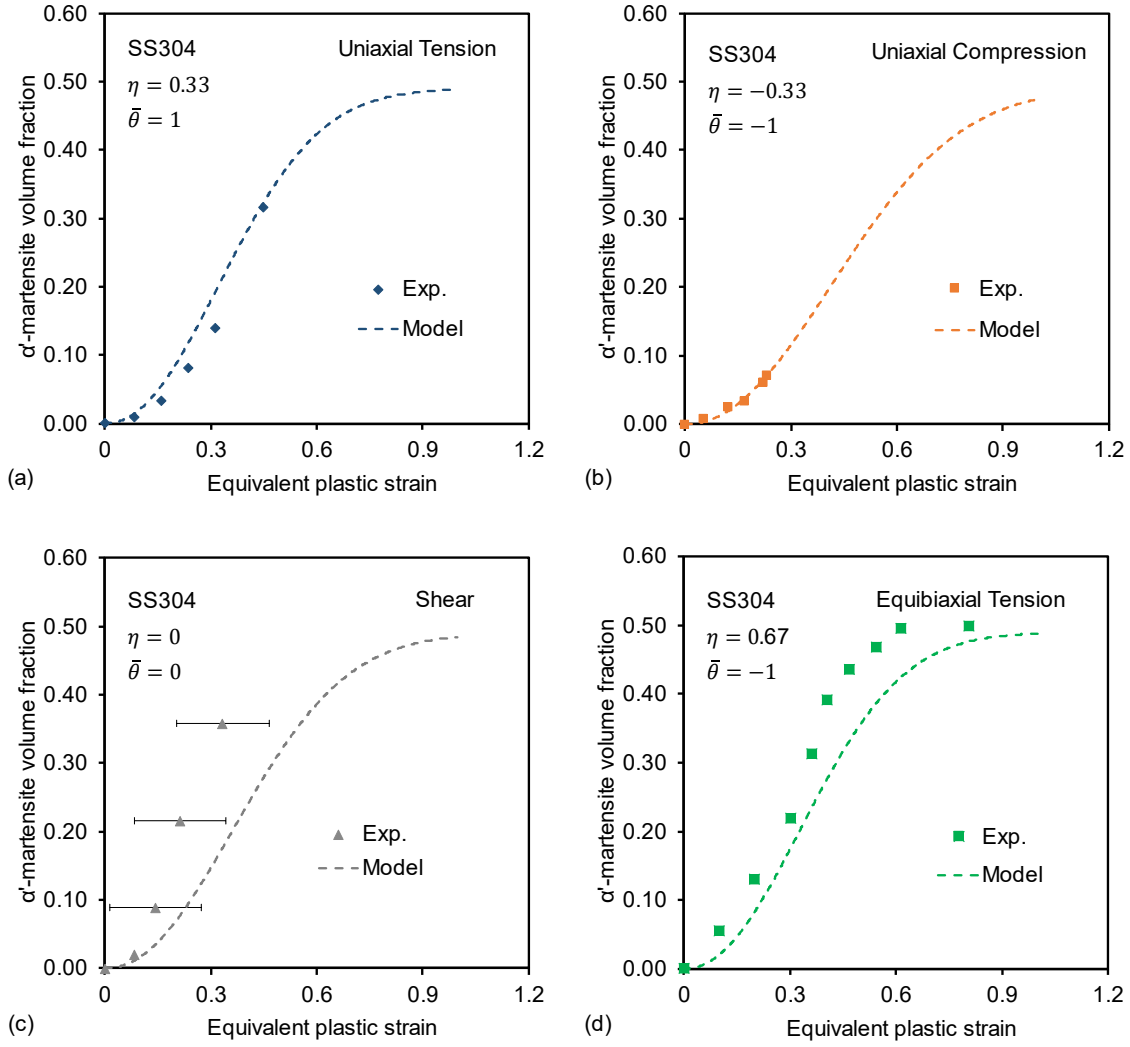 SS304 Uniaxial Tension
η = 0.33
θ̄ = 1
α'-martensite volume fraction
0.60
0.50
0.40
0.30
0.20
0.10
0.00
Exp.
Model
0 0.3 0.6 0.9 1.2
Equivalent plastic strain
(a)
SS304 Uniaxial Compression
η = −0.33
θ̄ = −1
α'-martensite volume fraction
0.60
0.50
0.40
0.30
0.20
0.10
0.00
Exp.
Model
0 0.3 0.6 0.9 1.2
Equivalent plastic strain
(b)
SS304 Shear
η = 0
θ̄ = 0
α'-martensite volume fraction
0.60
0.50
0.40
0.30
0.20
0.10
0.00
Exp.
Model
0 0.3 0.6 0.9 1.2
Equivalent plastic strain
(c)
SS304 Equibiaxial Tension
η = 0.67
θ̄ = −1
α'-martensite volume fraction
0.60
0.50
0.40
0.30
0.20
0.10
0.00
Exp.
Model
0 0.3 0.6 0.9 1.2
Equivalent plastic strain
(d)